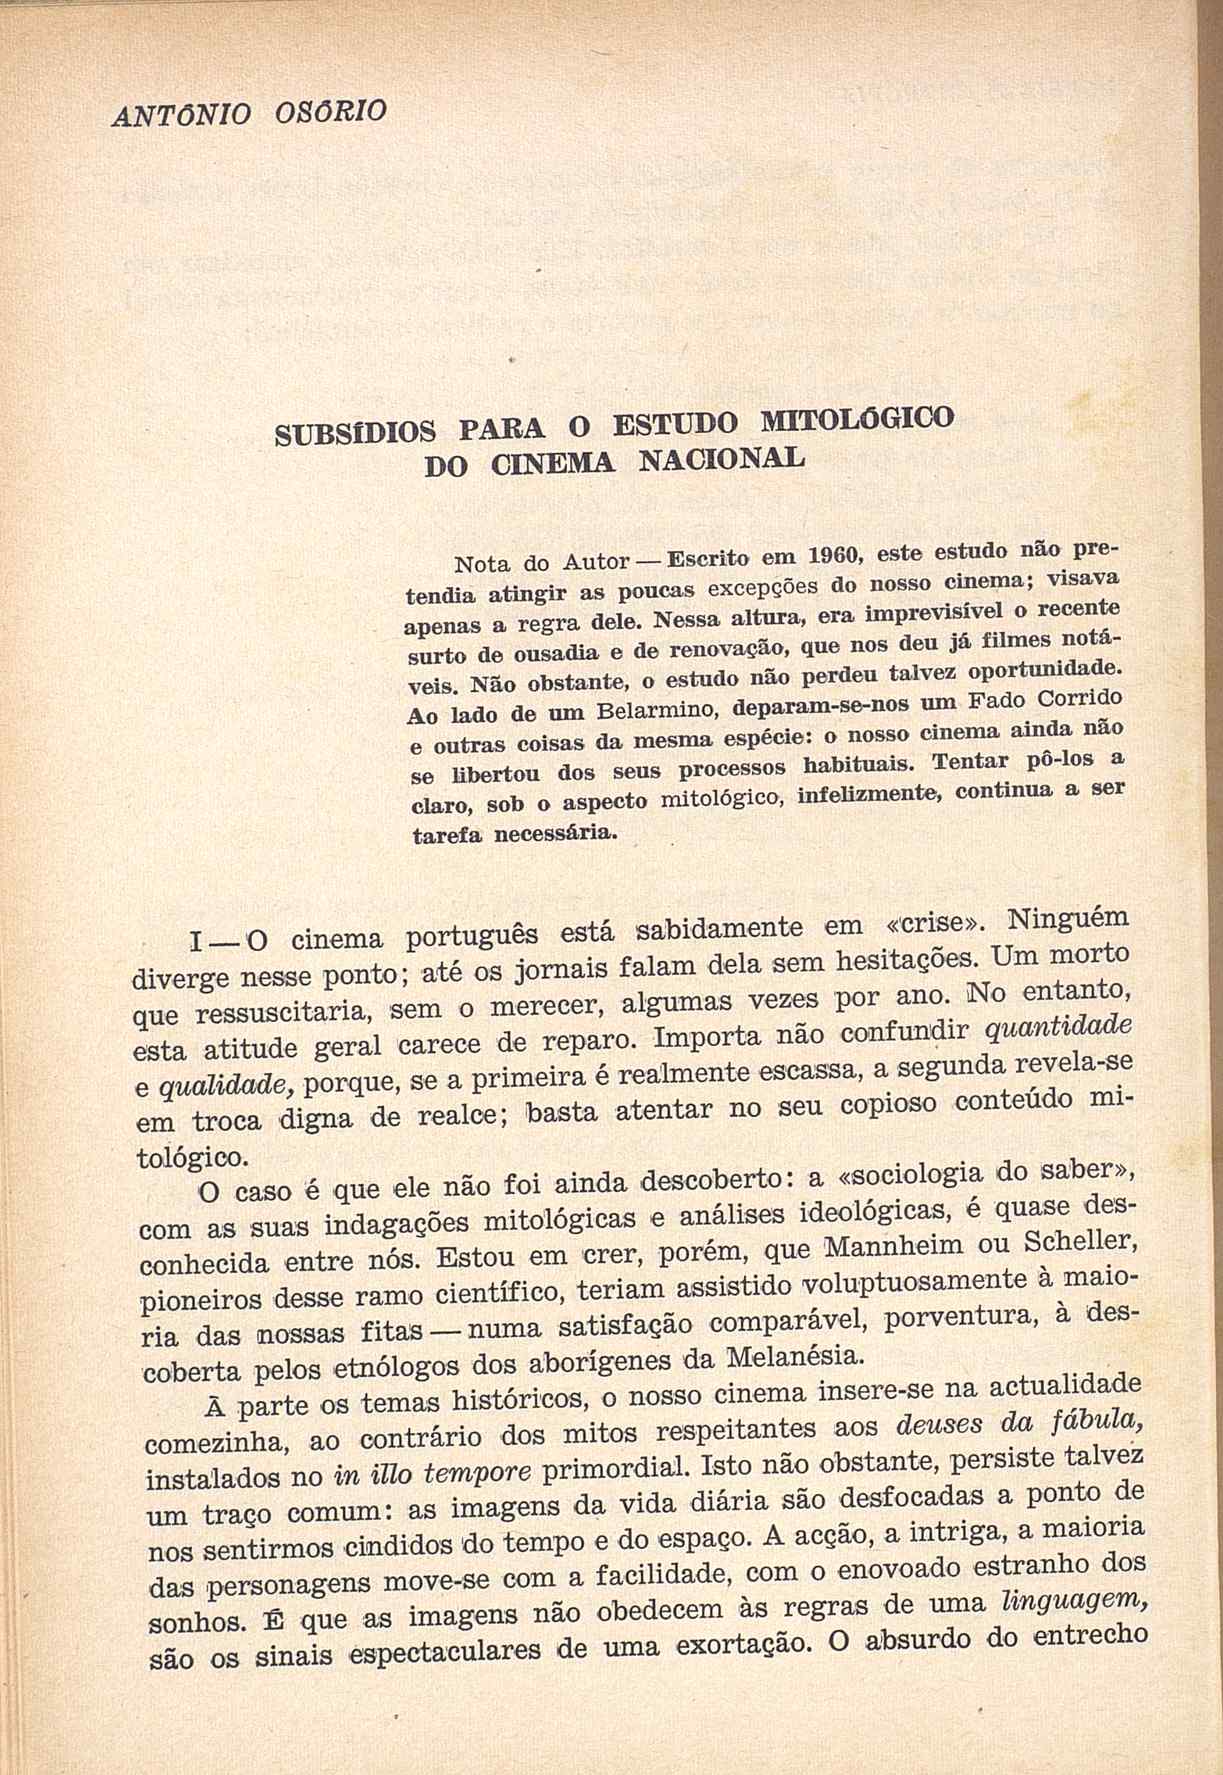 ANTÓNIO OSÓRIO
SUBSÍDIOS PARA O ESTUDO MITOLÓGICO
DO CINEMA NACIONAL
Nota do Autor — Escrito em 1960, este estudo não pre-
tendia atingir as poucas excepções do nosso cinema; visava
apenas a regra dele. Nessa altura, era imprevisível o recente
surto de ousadia e de renovação, que nos deu já filmes notá-
veis. Não obstante, o estudo não perdeu talvez oportunidade.
Ao lado de um Belarmino, deparam-se-nos um Fado Corrido
e outras coisas da mesma espécie: o nosso cinema ainda não
se libertou dos seus processos habituais. Tentar pô-los a
claro, sob o aspecto mitológico, infelizmente, continua a ser
tarefa necessária.
I — O cinema português está sabidamente em «crise». Ninguém
diverge nesse ponto; até os jornais falam dela sem hesitações. Um morto
que ressuscitaria, sem o merecer, algumas vezes por ano. No entanto,
esta atitude geral carece de reparo. Importa não confundir quantidade
e qualidade, porque, se a primeira é realmente escassa, a segunda revela-se
em troca digna de realce; basta atentar no seu copioso conteúdo mi-
tológico.
O caso é que ele não foi ainda descoberto: a «sociologia do saber»,
com as suas indagações mitológicas e análises ideológicas, é quase des-
conhecida entre nós. Estou em crer, porém, que Mannheim ou Scheller,
pioneiros desse ramo científico, teriam assistido voluptuosamente à maio-
ria das nossas fitas — numa satisfação comparável, porventura, à des-
coberta pelos etnólogos dos aborígenes da Melanésia.
À parte os temas históricos, o nosso cinema insere-se na actualidade
comezinha, ao contrário dos mitos respeitantes aos deuses da fábula,
instalados no in illo tempore primordial. Isto não obstante, persiste talvez
um traço comum: as imagens da vida diária são desfocadas a ponto de
nos sentirmos cindidos do tempo e do espaço. A acção, a intriga, a maioria
das personagens move-se com a facilidade, com o enovoado estranho dos
sonhos. É que as imagens não obedecem às regras de uma linguagem,
são os sinais espectaculares de uma exortação. O absurdo do entrecho